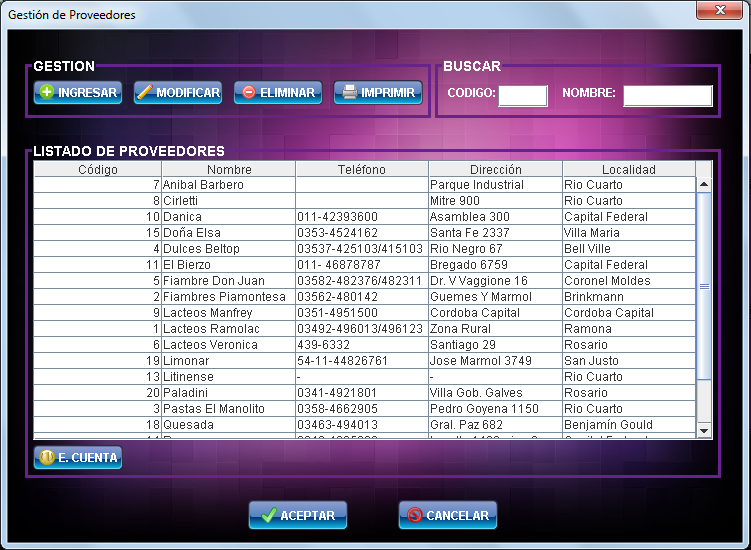 Gestión de Proveedores
GESTION
INGRESAR MODIFICAR ELIMINAR IMPRIMIR
BUSCAR
CODIGO: NOMBRE:
LISTADO DE PROVEEDORES
Código Nombre Teléfono Dirección Localidad
7 Anibal Barbero Parque Industrial Rio Cuarto
8 Cirletti Mitre 900 Rio Cuarto
10 Danica 011-42393600 Asamblea 300 Capital Federal
15 Doña Elsa 0353-4524162 Santa Fe 2337 Villa Maria
4 Dulces Beltop 03537-425103/415103 Rio Negro 67 Bell Ville
11 El Bierzo 011- 46878787 Bregado 6759 Capital Federal
5 Fiambre Don Juan 03582-482376/482311 Dr. V Vaggione 16 Coronel Moldes
2 Fiambres Piamontesa 03562-480142 Guemes Y Marmol Brinkmann
9 Lacteos Manfrey 0351-4951500 Cordoba Capital Cordoba Capital
1 Lacteos Ramolac 03492-496013/496123 Zona Rural Ramona
6 Lacteos Veronica 439-6332 Santiago 29 Rosario
19 Limonar 54-11-44826761 Jose Marmol 3749 San Justo
13 Litinense - - Rio Cuarto
20 Paladini 0341-4921801 Villa Gob. Galves Rosario
3 Pastas El Manolito 0358-4662905 Pedro Goyena 1150 Rio Cuarto
18 Quesada 03463-494013 Gral. Paz 682 Benjamín Gould
E. CUENTA
ACEPTAR CANCELAR